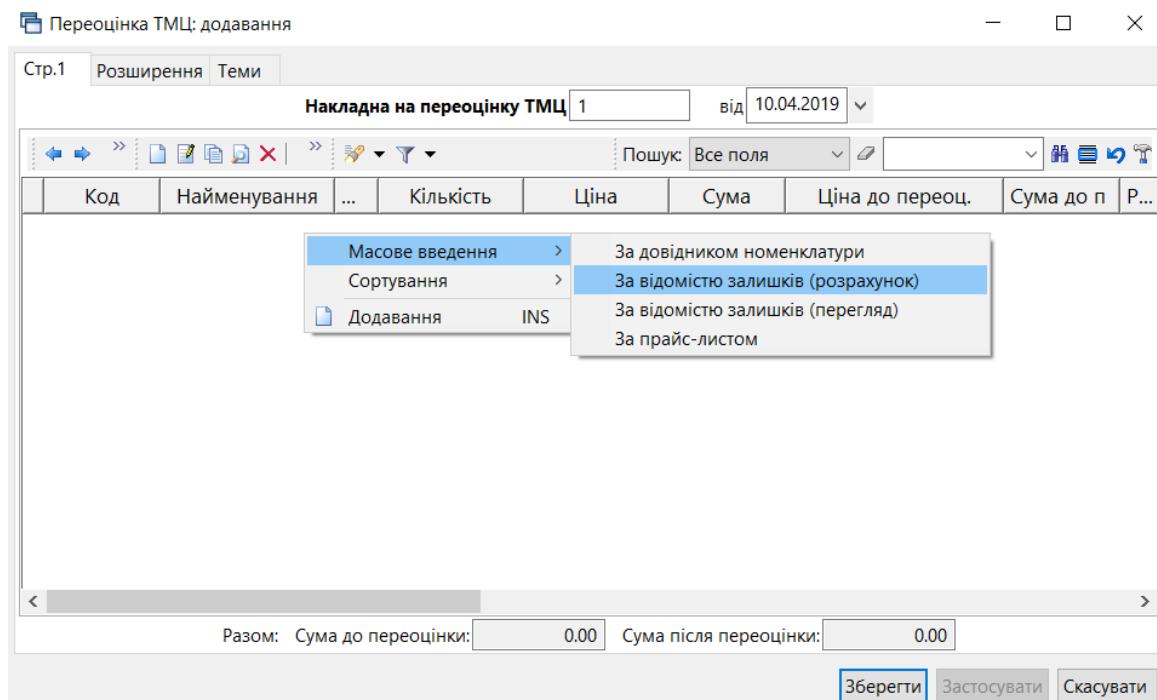 Переоцінка ТМЦ: додавання
Стр.1 Розширення Теми
Накладна на переоцінку ТМЦ 1 від 10.04.2019
Пошук: Все поля
Код Найменування ... Кількість Ціна Сума Ціна до переоц. Сума до п Р...
Масове введення
Сортування
Додавання INS
За довідником номенклатури
За відомістю залишків (розрахунок)
За відомістю залишків (перегляд)
За прайс-листом
Разом: Сума до переоцінки: 0.00 Сума після переоцінки: 0.00
Зберегти Застосувати Скасувати